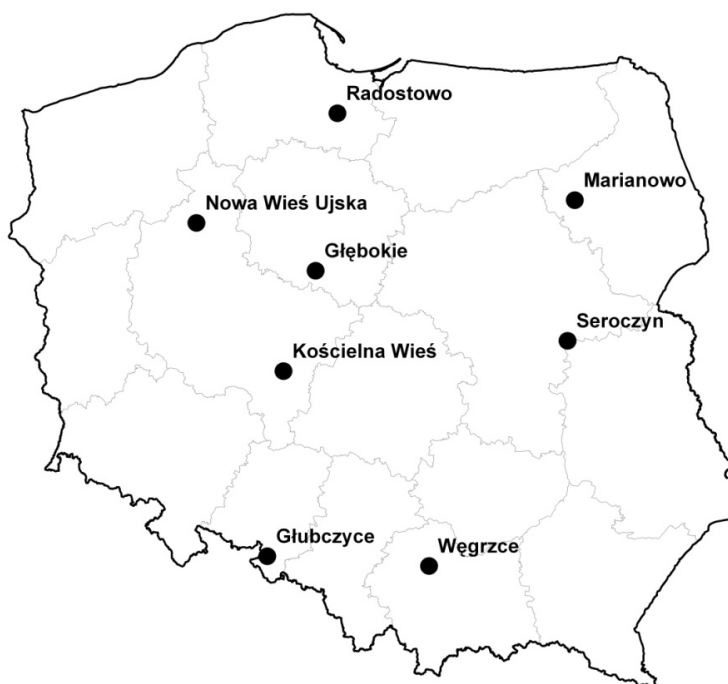 Radostowo
Marianowo
Nowa Wieś Ujska
Głębokie
Seroczyn
Kościelna Wieś
Głubczyce
Węgrzce